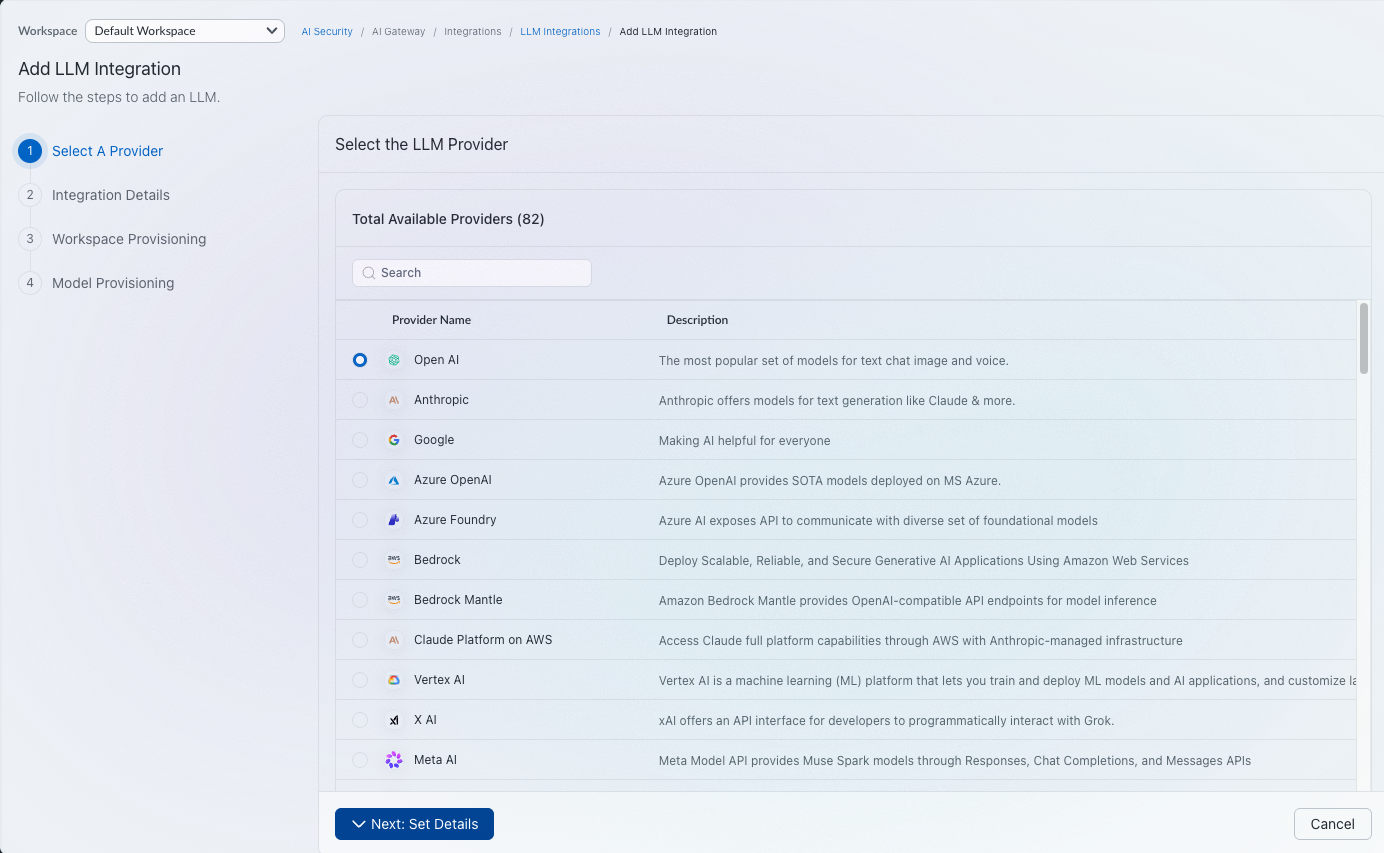 Workspace Default Workspace AI Security / AI Gateway / Integrations / LLM Integrations / Add LLM Integration
Add LLM Integration
Follow the steps to add an LLM.
1 Select A Provider
2 Integration Details
3 Workspace Provisioning
4 Model Provisioning
Select the LLM Provider
Total Available Providers (82)
Search
Provider Name Description
Open AI The most popular set of models for text chat image and voice.
Anthropic Anthropic offers models for text generation like Claude & more.
Google Making AI helpful for everyone
Azure OpenAI Azure OpenAI provides SOTA models deployed on MS Azure.
Azure Foundry Azure AI exposes API to communicate with diverse set of foundational models
aws Bedrock Deploy Scalable, Reliable, and Secure Generative AI Applications Using Amazon Web Services
aws Bedrock Mantle Amazon Bedrock Mantle provides OpenAI-compatible API endpoints for model inference
Claude Platform on AWS Access Claude full platform capabilities through AWS with Anthropic-managed infrastructure
Vertex AI Vertex AI is a machine learning (ML) platform that lets you train and deploy ML models and AI applications, and customize la
X AI xAI offers an API interface for developers to programmatically interact with Grok.
Meta AI Meta Model API provides Muse Spark models through Responses, Chat Completions, and Messages APIs
Next: Set Details Cancel